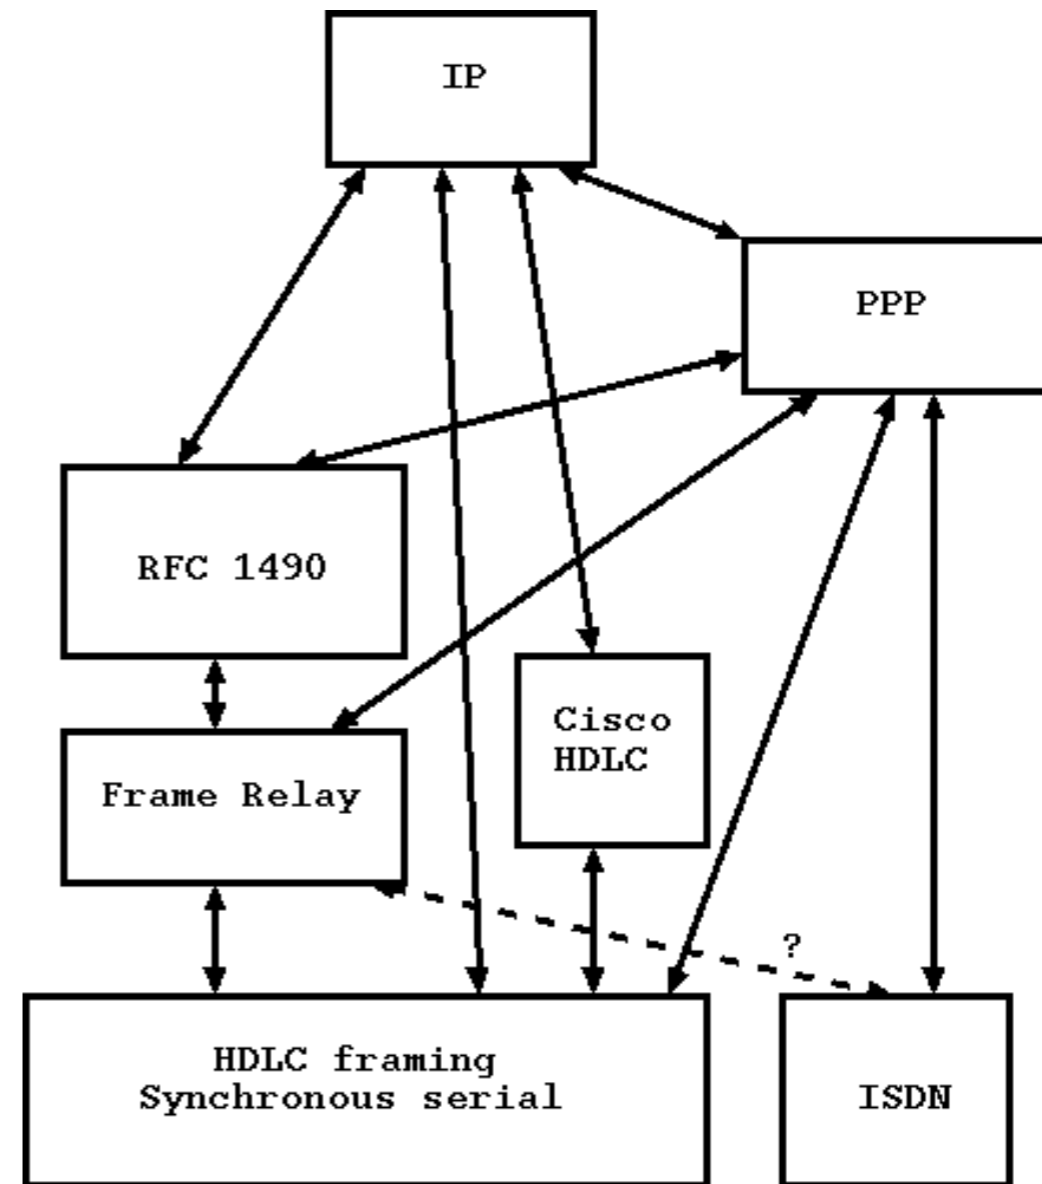 IP
PPP
RFC 1490
Cisco
HDLC
Frame Relay
?
HDLC framing
Synchronous serial
ISDN